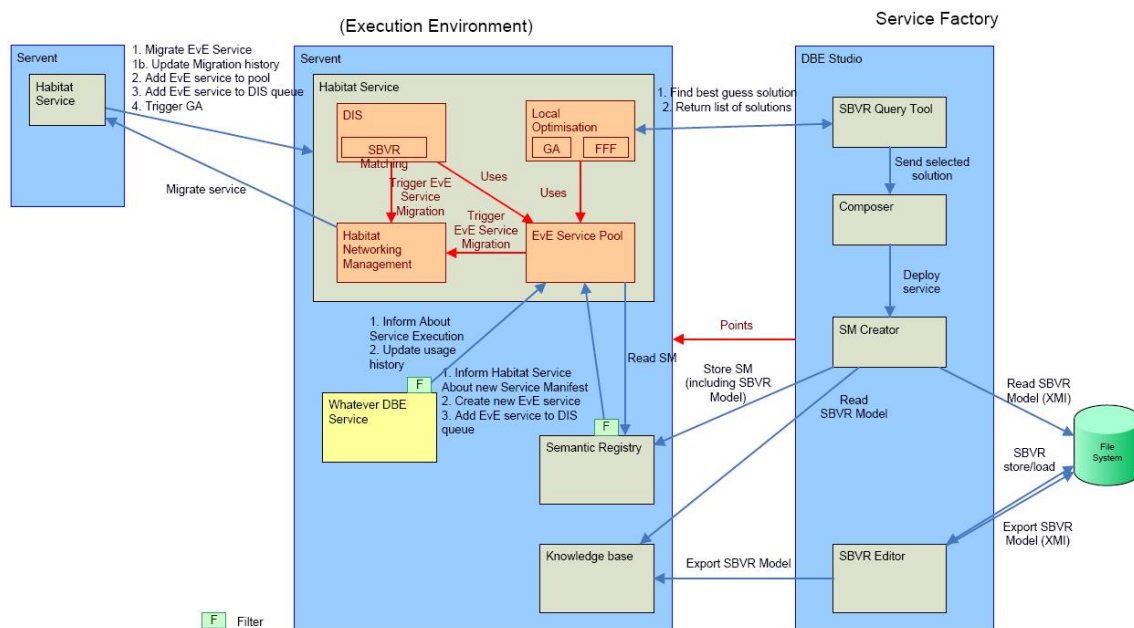 (Execution Environment)
Service Factory
Servent
Habitat
Service
1. Migrate EvE Service
1b. Update Migration history
2. Add EvE service to pool
3. Add EvE service to DIS queue
4. Trigger GA
Migrate service
Servent
Habitat Service
DIS
SBVR
Matching
Local
Optimisation
GA
FFF
Trigger EvE
Service
Migration
Uses
Uses
Habitat
Networking
Management
Trigger
EvE Service
Migration
EvE Service Pool
1. Find best guess solution
2. Return list of solutions
DBE Studio
SBVR Query Tool
Send selected
solution
Composer
Deploy
service
SM Creator
1. Inform About
Service Execution
2. Update usage
history
Points
Read SM
F
Whatever DBE
Service
1. Inform Habitat Service
About new Service Manifest
2. Create new EvE service
3. Add EvE service to DIS
queue
F
Semantic Registry
Store SM
(including SBVR
Model)
Read
SBVR Model
Read SBVR
Model (XMI)
File
System
SBVR
store/load
Export SBVR
Model (XMI)
Knowledge base
Export SBVR Model
SBVR Editor
F
Filter